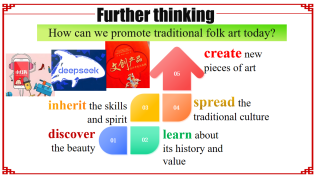 Further thinking
How can we promote traditional folk art today?
create new
pieces of art
deepseek
文创产品
05
inherit the skills
and spirit
03
04
spread the
traditional culture
discover
the beauty
01
02
learn about
its history and
value